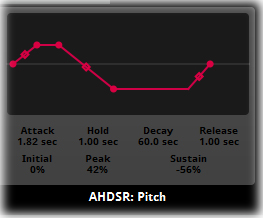 Attack Hold Decay Release
1.82 sec 1.00 sec 60.0 sec 1.00 sec
Initial Peak Sustain
0% 42% -56%
AHDSR: Pitch